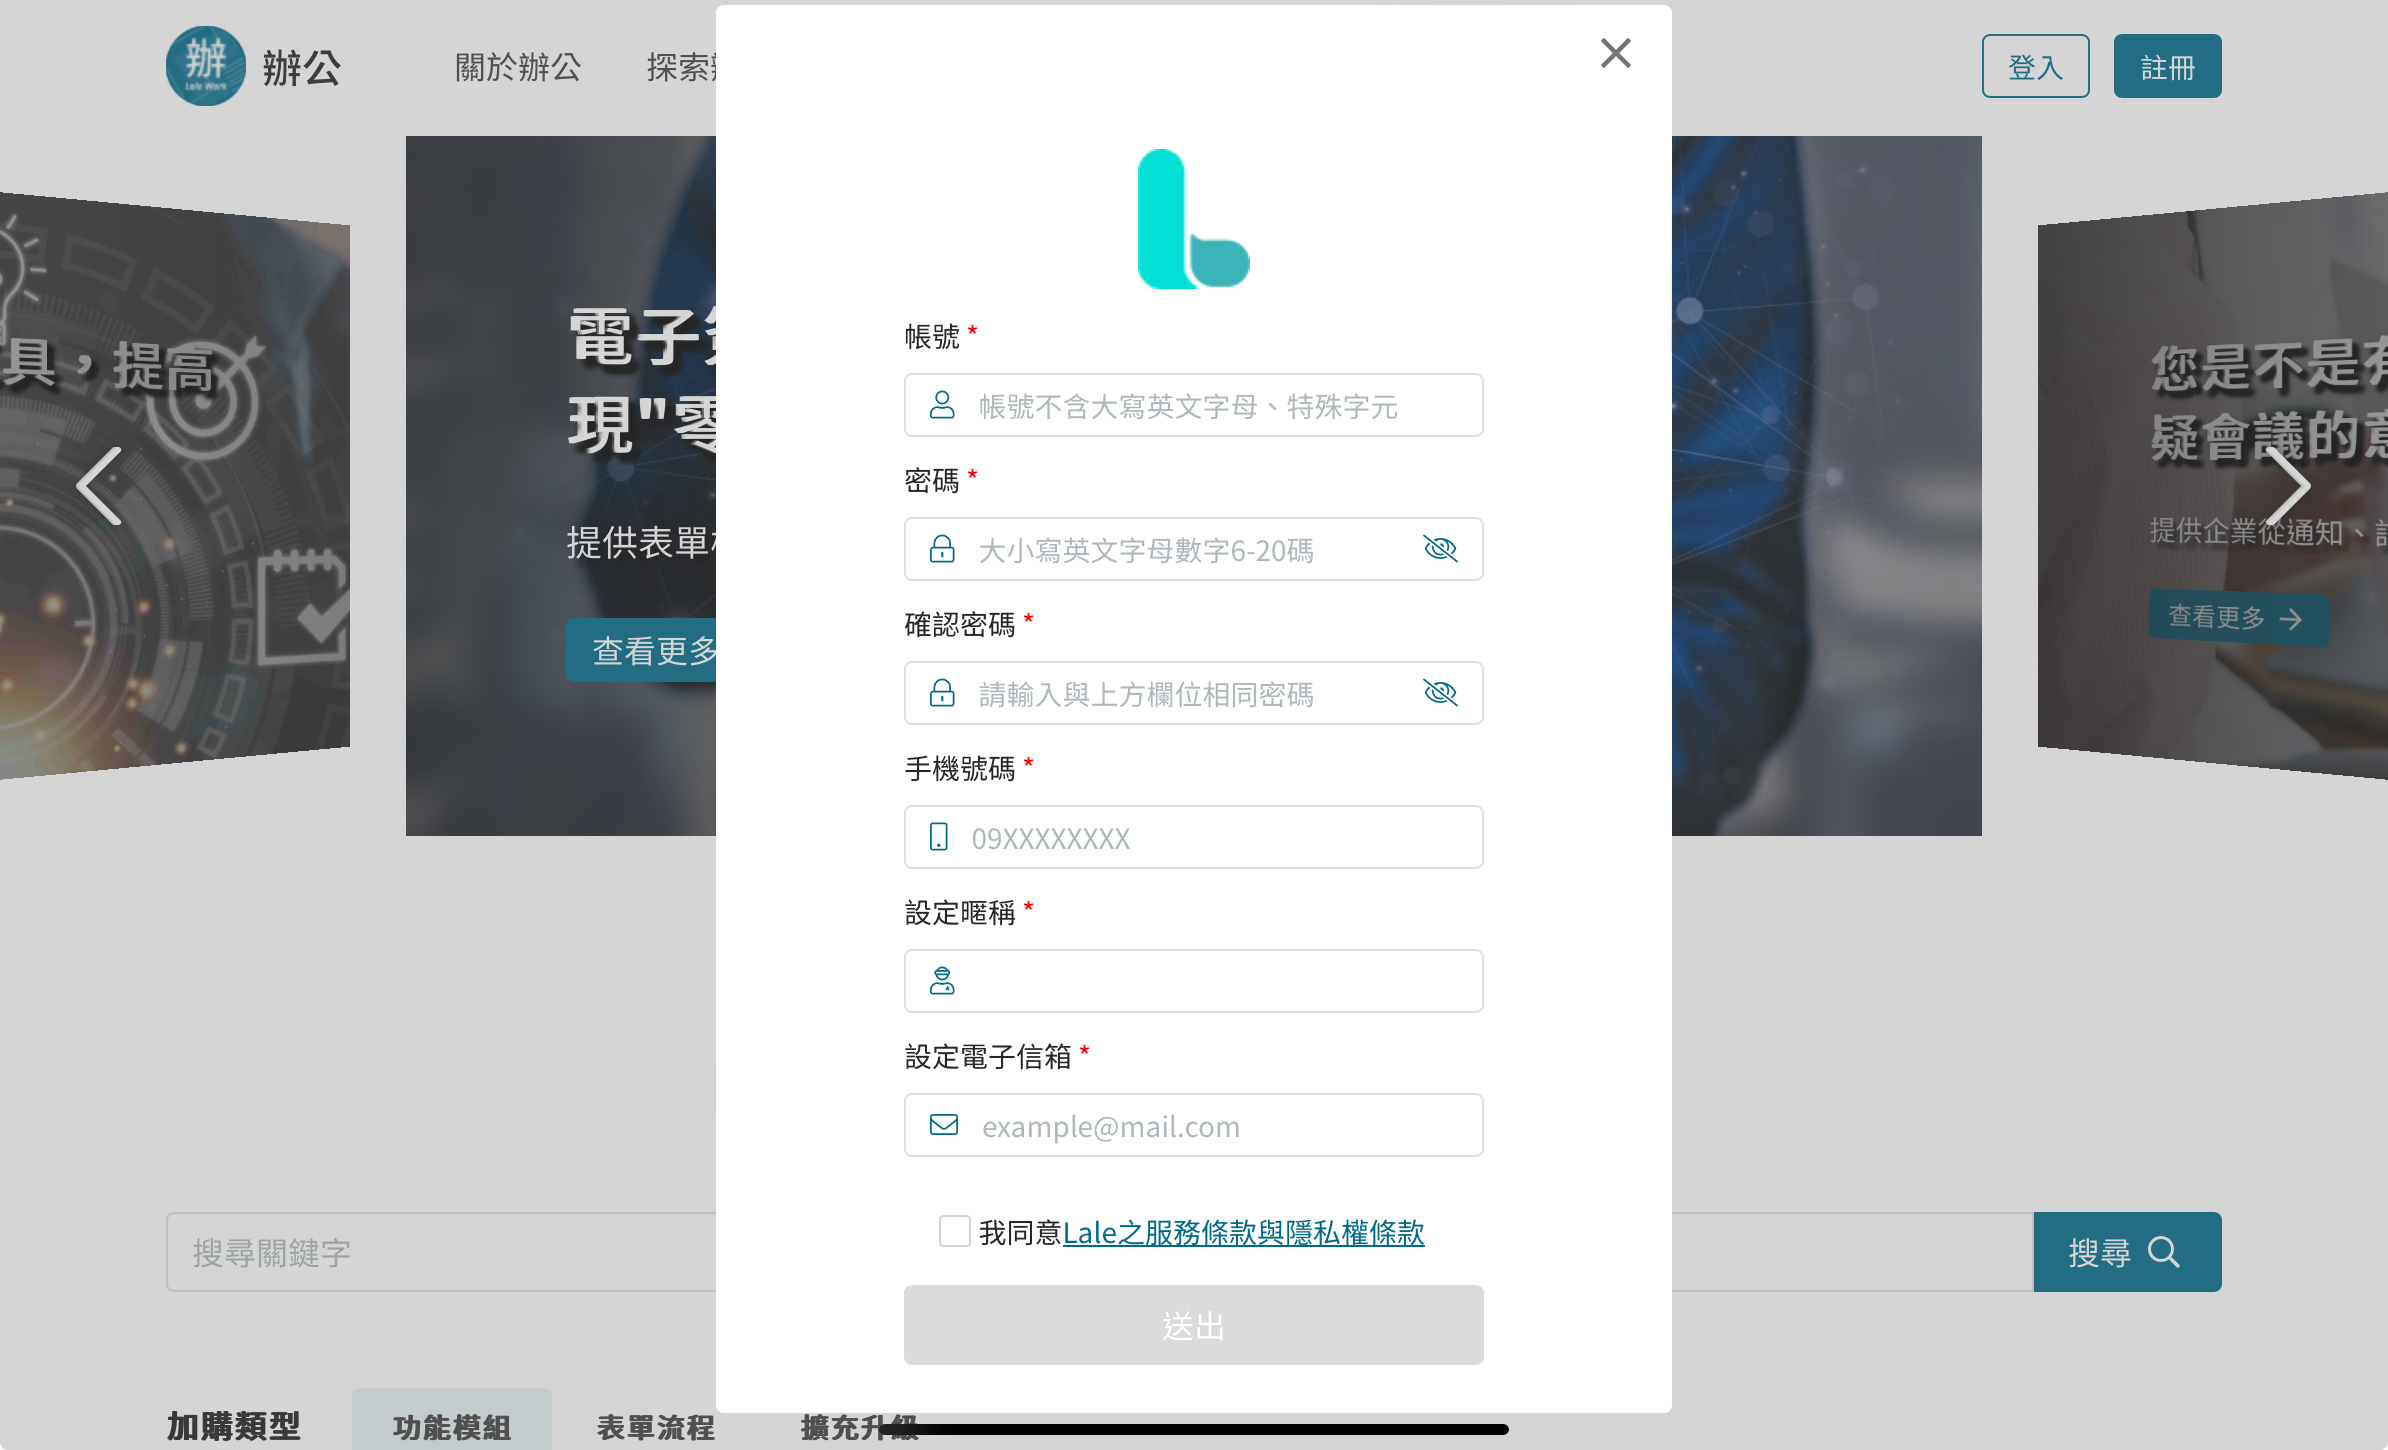 辦
Lale Work
辦公
關於辦公
探索
登入
註冊
具，提高
電子
現"零
提供表單
查看更多
您是不是有
疑會議的意
提供企業從通知、
查看更多
帳號 *
帳號不含大寫英文字母、特殊字元
密碼 *
大小寫英文字母數字6-20碼
確認密碼 *
請輸入與上方欄位相同密碼
手機號碼 *
09XXXXXXXX
設定暱稱 *
設定電子信箱 *
example@mail.com
我同意Lale之服務條款與隱私權條款
送出
搜尋關鍵字
搜尋
加購類型
功能模組
表單流程
擴充升級